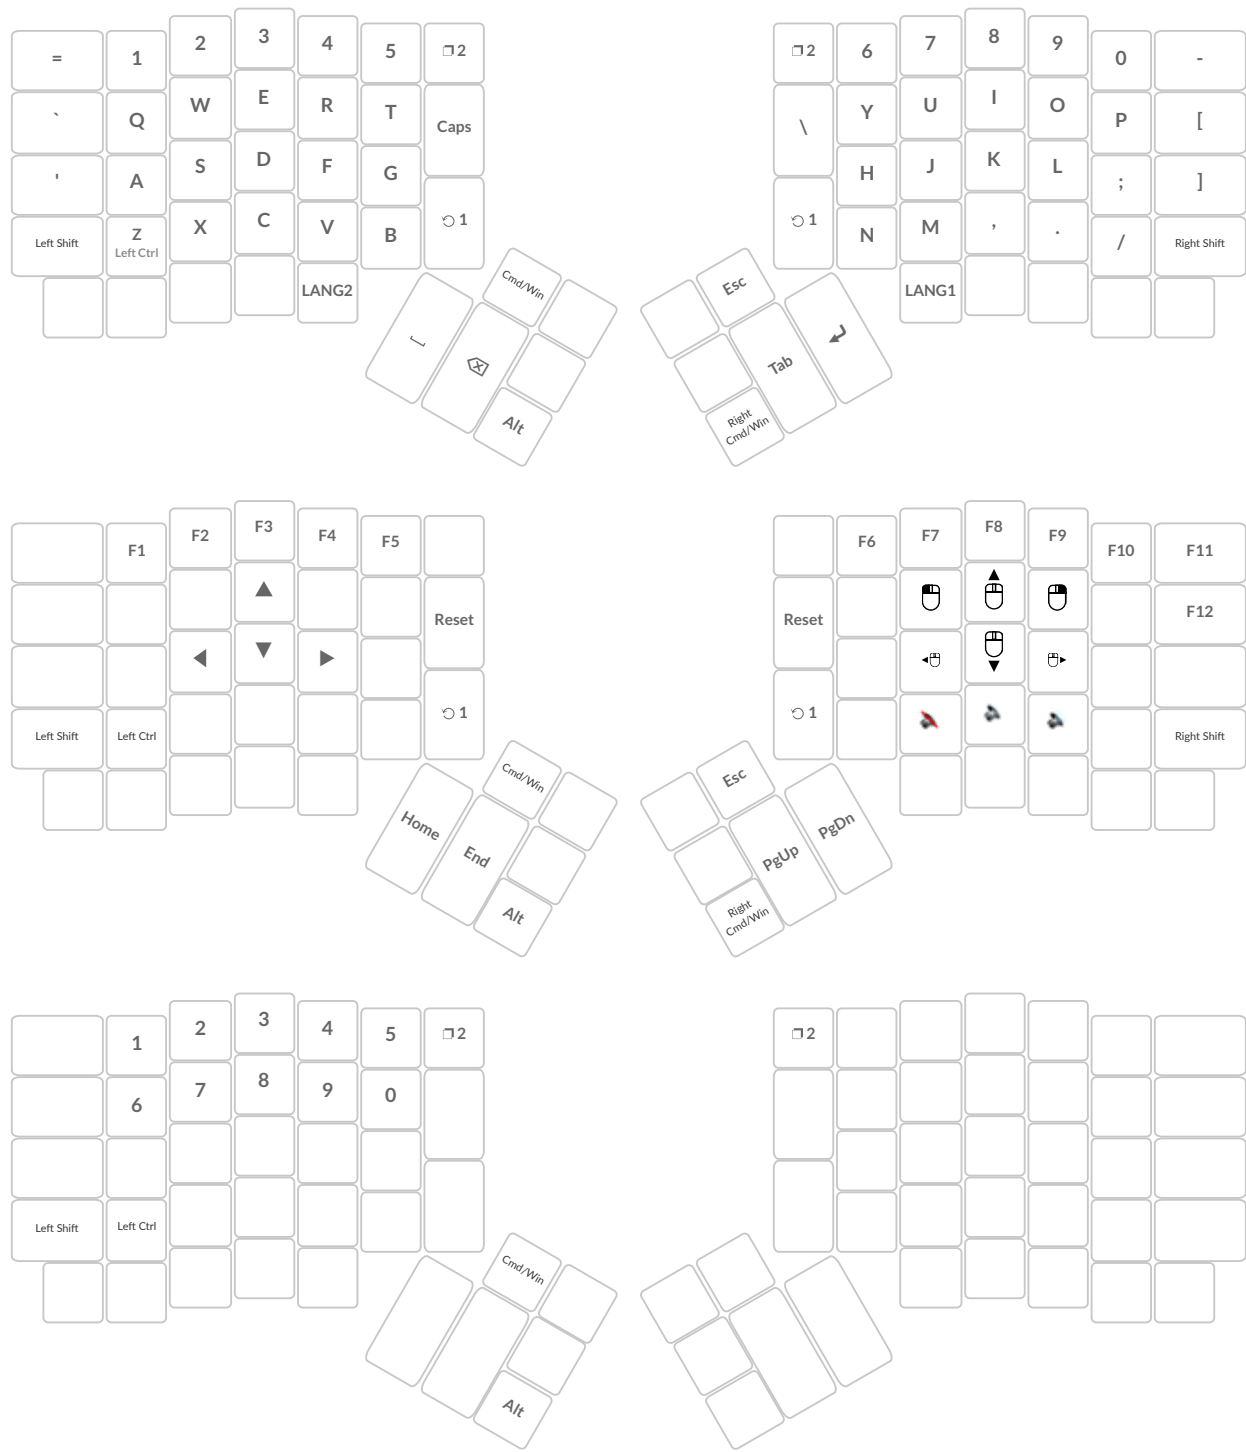 = 1 2 3 4 5 2
` Q W E R T Caps
' A S D F G
Left Shift Z X C V B 1
Left Ctrl
LANG2
Cmd/Win
Alt
2 6 7 8 9 0 -
\ Y U I O P [
H J K L ; ]
1 N M , . / Right Shift
LANG1
Esc
Tab
Right
Cmd/Win
F1 F2 F3 F4 F5
Reset
1
Left Shift Left Ctrl
Cmd/Win
Home End
Alt
F6 F7 F8 F9 F10 F11
Reset F12
1 Right Shift
Esc
PgUp PgDn
Right
Cmd/Win
1 2 3 4 5 2
6 7 8 9 0
Left Shift Left Ctrl
Cmd/Win
Alt
2